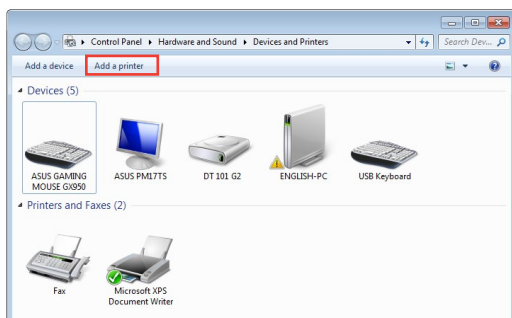 Control Panel ▸ Hardware and Sound ▸ Devices and Printers
Search Dev...
Add a device
Add a printer
Devices (5)
ASUS GAMING
MOUSE GX950
ASUS PM17TS
DT 101 G2
ENGLISH-PC
USB Keyboard
Printers and Faxes (2)
Fax
Microsoft XPS
Document Writer